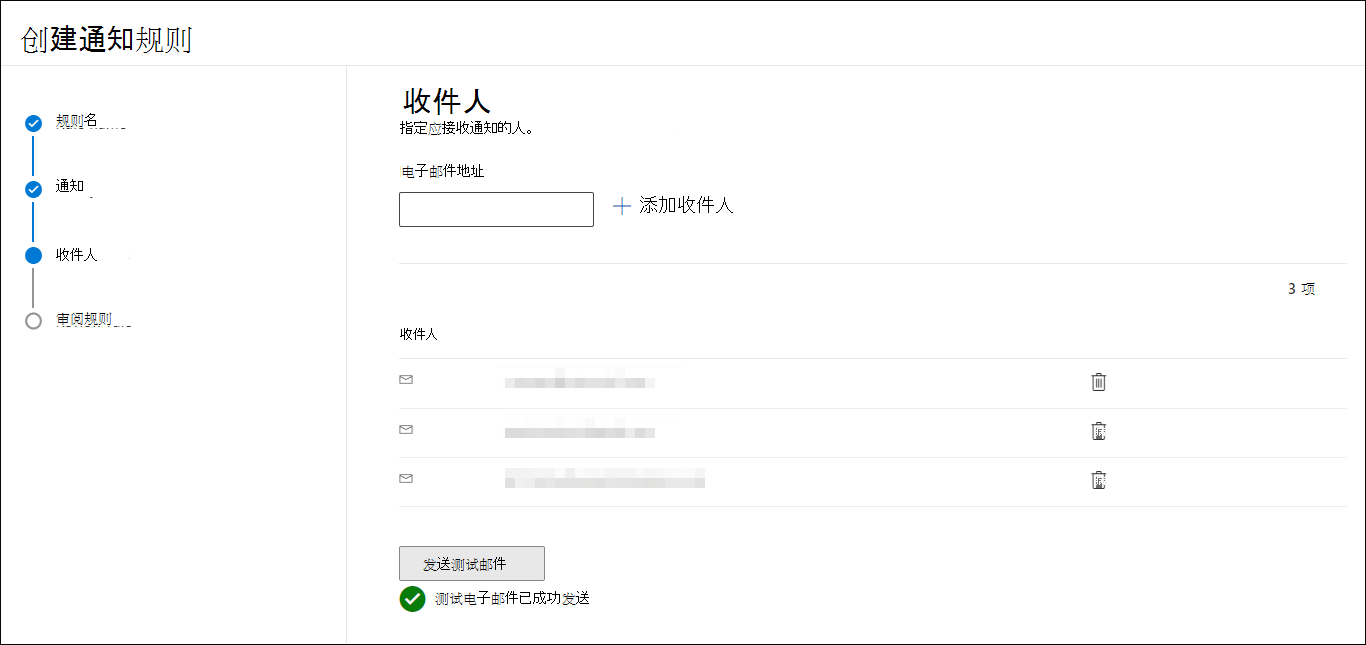 创建通知规则
规则名
通知
收件人
审阅规则
收件人
指定应接收通知的人。
电子邮件地址
添加收件人
3 项
收件人
发送测试邮件
测试电子邮件已成功发送